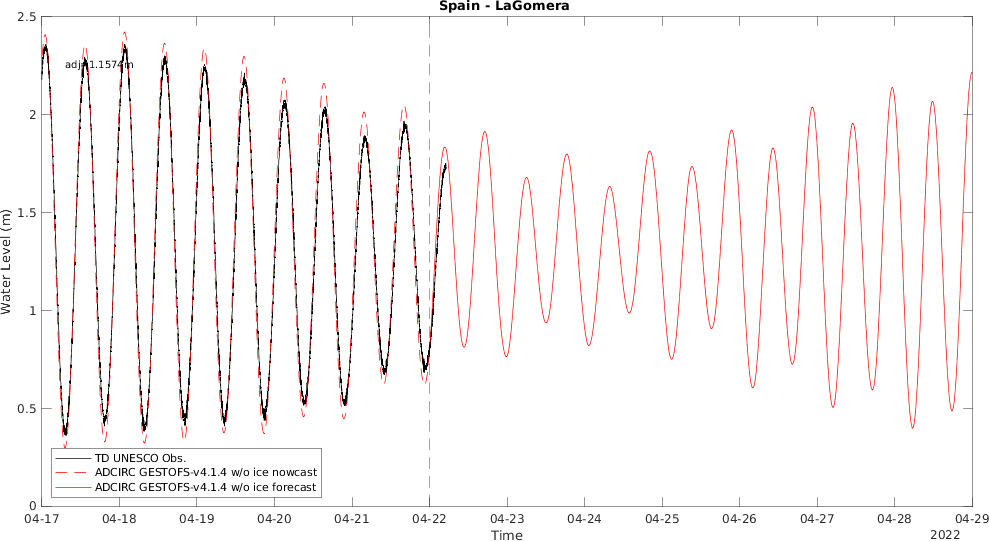 Spain - LaGomera
2.5
2
1.5
1
0.5
0
Water Level (m)
adj=1.1574m
TD UNESCO Obs.
ADCIRC GESTOFS-v4.1.4 w/o ice nowcast
ADCIRC GESTOFS-v4.1.4 w/o ice forecast
04-17 04-18 04-19 04-20 04-21 04-22 04-23 04-24 04-25 04-26 04-27 04-28 04-29
Time
2022